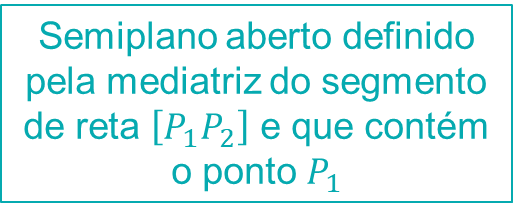 Semiplano aberto definido
pela mediatriz do segmento
de reta [P₁P₂] e que contém
o ponto P₁